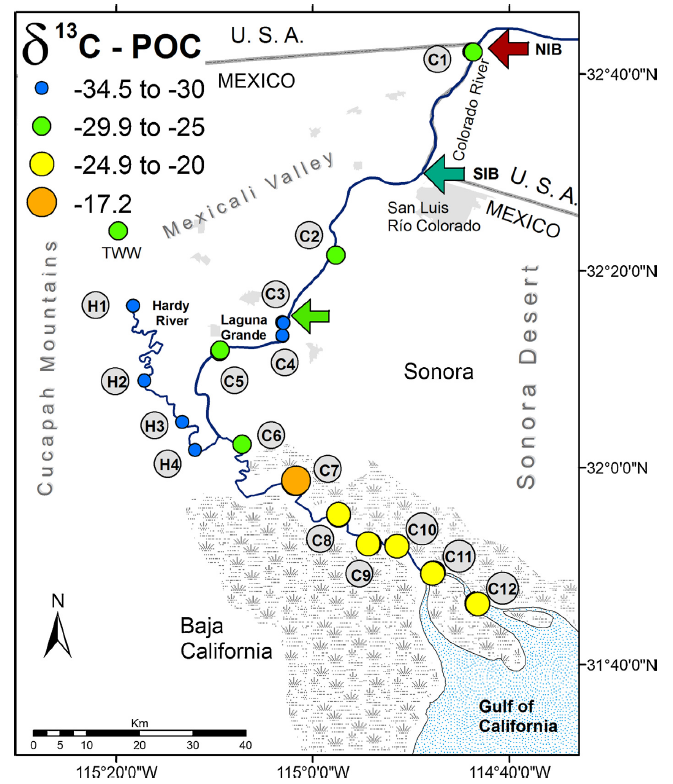 δ 13C - POC
-34.5 to -30
-29.9 to -25
-24.9 to -20
-17.2
TWW
U. S. A.
MEXICO
C1
NIB
32°40'0"N
Colorado River
Mexicali Valley
SIB
U. S. A.
MEXICO
San Luis
Río Colorado
C2
32°20'0"N
C3
H1
Hardy
River
Laguna
Grande
C4
Cucapah Mountains
Sonora Desert
Sonora
H2
C5
H3
C6
H4
C7
32°0'0"N
C8
C10
C9
C11
C12
N
Baja
California
31°40'0"N
Gulf of
California
Km
0 5 10 20 30 40
115°20'0"W 115°0'0"W 114°40'0"W